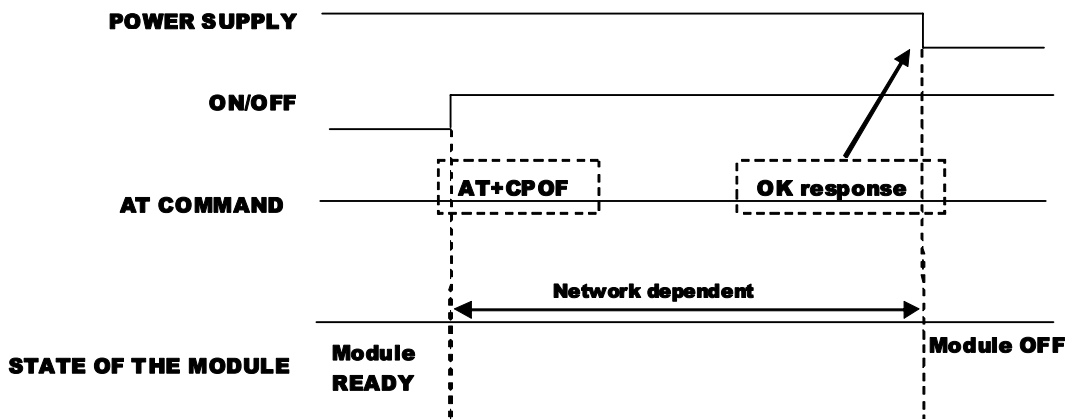 POWER SUPPLY
ON/OFF
AT COMMAND
AT+CPOF
OK response
Network dependent
STATE OF THE MODULE
Module
READY
Module OFF